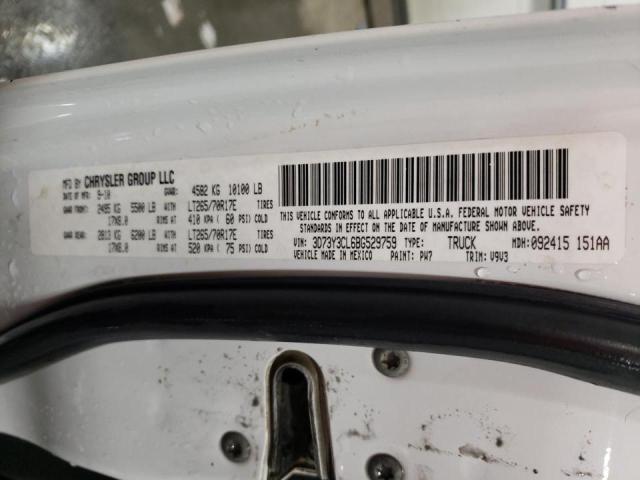 MFD BY CHRYSLER GROUP LLC
DATE OF MFR: 9-10 GVWR: 4582 KG 10100 LB
GAWR FRONT: 2495 KG 5500 LB LT265/70R17E TIRES
17X8.0 RIMS AT 410 KPA ( 60 PSI) COLD
GAWR REAR: 2813 KG 6200 LB LT265/70R17E TIRES
17X8.0 RIMS AT 520 KPA ( 75 PSI) COLD
THIS VEHICLE CONFORMS TO ALL APPLICABLE U.S.A. FEDERAL MOTOR VEHICLE SAFETY
STANDARDS IN EFFECT ON THE DATE OF MANUFACTURE SHOWN ABOVE.
VIN: 3D73Y3CL6BG529759 TYPE: TRUCK MDH: 092415 151AA
VEHICLE MADE IN MEXICO PAINT: PW7 TRIM: V9V3